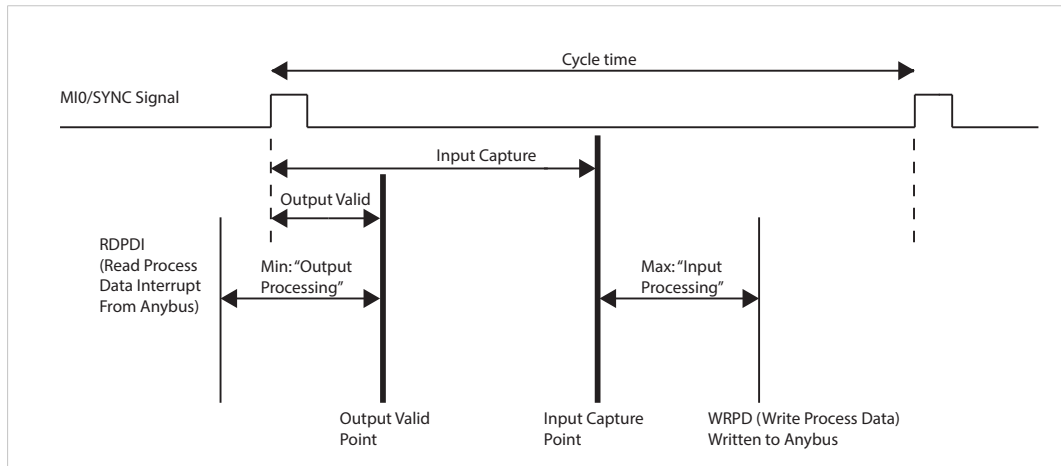 Cycle time
MI0/SYNC Signal
Input Capture
Output Valid
RDPDI
(Read Process
Data Interrupt
From Anybus)
Min: “Output
Processing”
Max: “Input
Processing”
Output Valid
Point
Input Capture
Point
WRPD (Write Process Data)
Written to Anybus